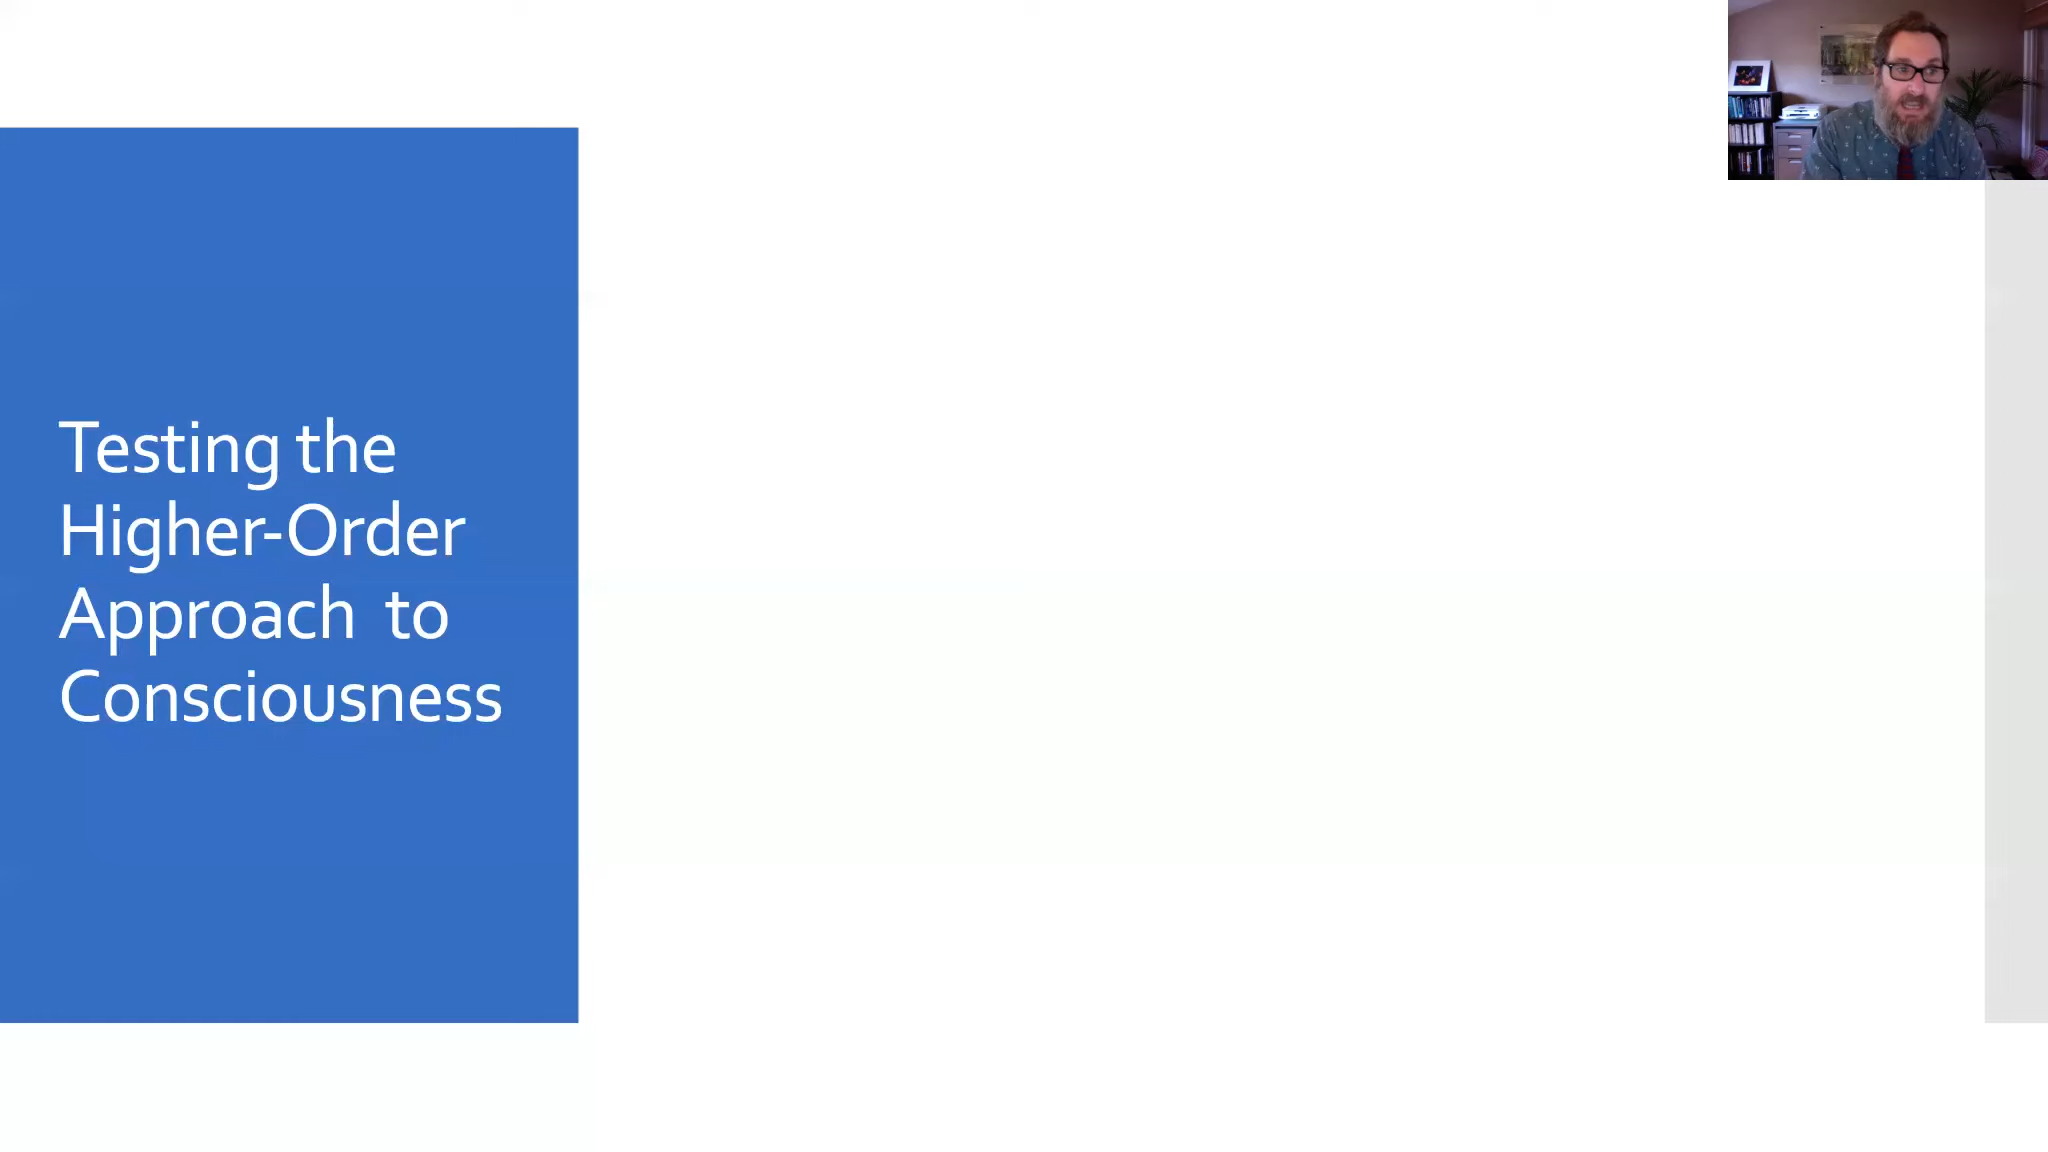 Testing the
Higher-Order
Approach to
Consciousness